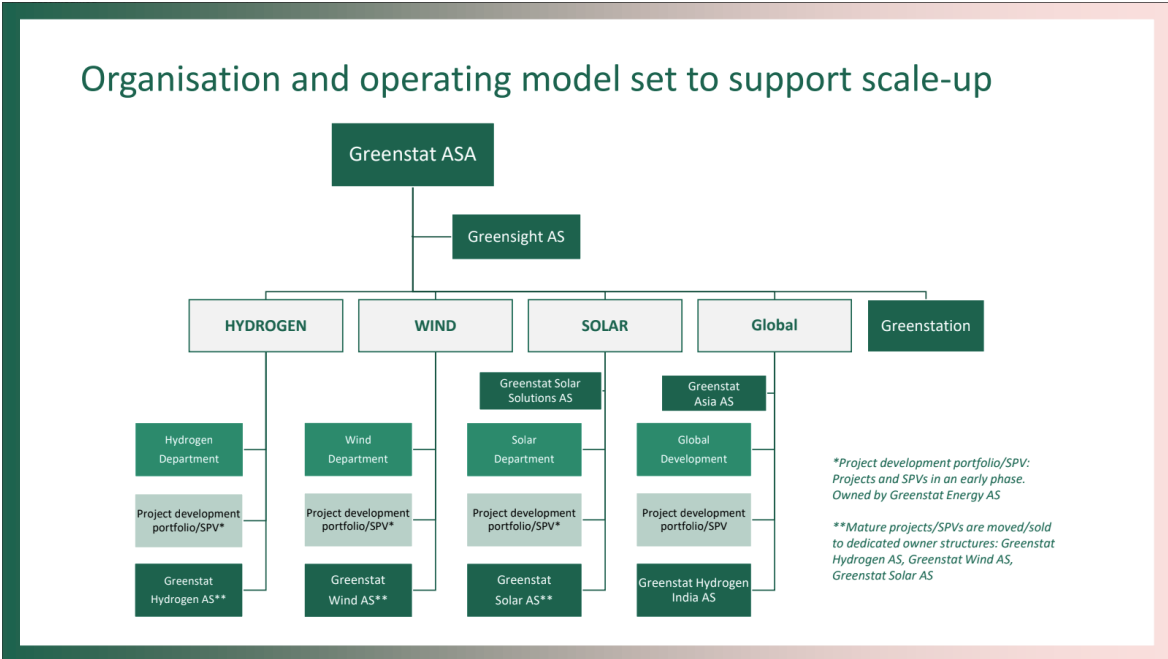 Organisation and operating model set to support scale-up
Greenstat ASA
Greensight AS
HYDROGEN
WIND
SOLAR
Global
Greenstation
Greenstat Solar
Solutions AS
Greenstat
Asia AS
Hydrogen
Department
Wind
Department
Solar
Department
Global
Development
Project development
portfolio/SPV*
Project development
portfolio/SPV*
Project development
portfolio/SPV*
Project development
portfolio/SPV
Greenstat
Hydrogen AS**
Greenstat
Wind AS**
Greenstat
Solar AS**
Greenstat Hydrogen
India AS
*Project development portfolio/SPV:
Projects and SPVs in an early phase.
Owned by Greenstat Energy AS
**Mature projects/SPVs are moved/sold
to dedicated owner structures: Greenstat
Hydrogen AS, Greenstat Wind AS,
Greenstat Solar AS